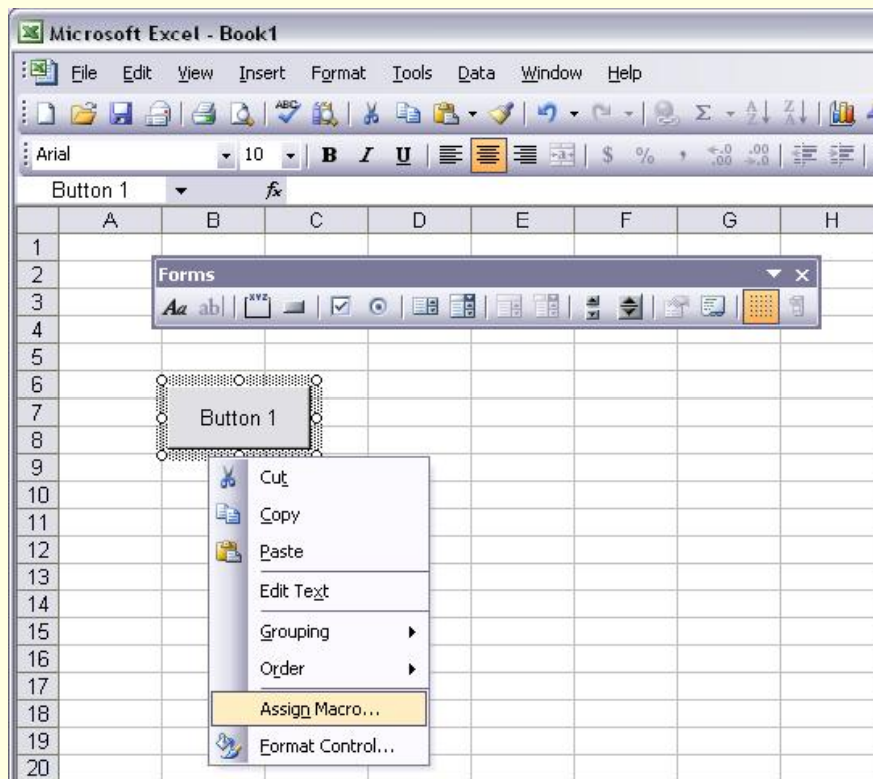 Microsoft Excel - Book1
File Edit View Insert Format Tools Data Window Help
ABC
Arial 10 B I U $ % ,
Button 1 fx
A B C D E F G H
1
2
Forms
3
Aa ab| XYZ
4
5
6
7
Button 1
8
9
Cut
10
Copy
11
12
Paste
13
Edit Text
14
15
Grouping
16
Order
17
Assign Macro...
18
19
Format Control...
20